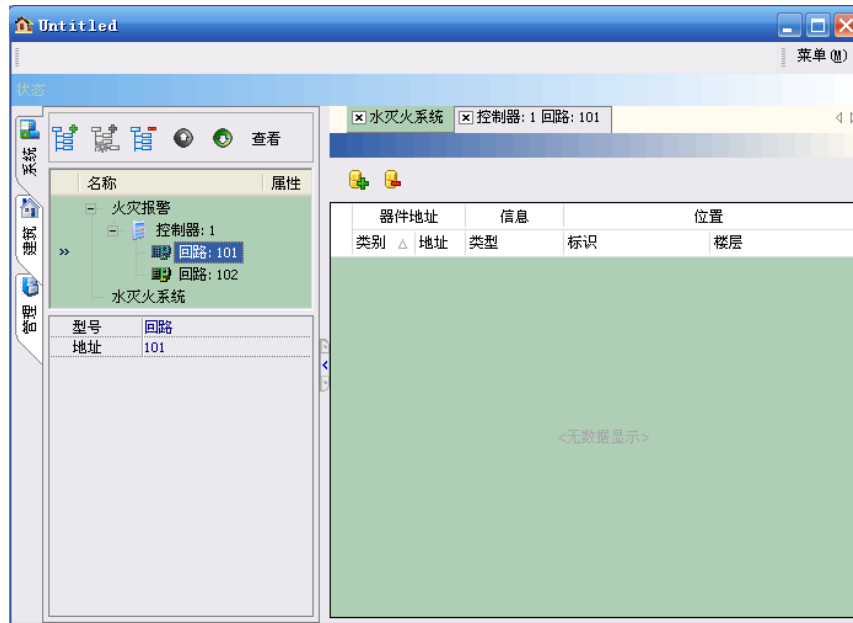 Untitled
菜单(M)
状态
系统
建筑
管理
查看
名称 属性
火灾报警
控制器: 1
回路: 101
回路: 102
水灭火系统
型号 回路
地址 101
水灭火系统 控制器: 1 回路: 101
器件地址 信息 位置
类别 地址 类型 标识 楼层
<无数据显示>